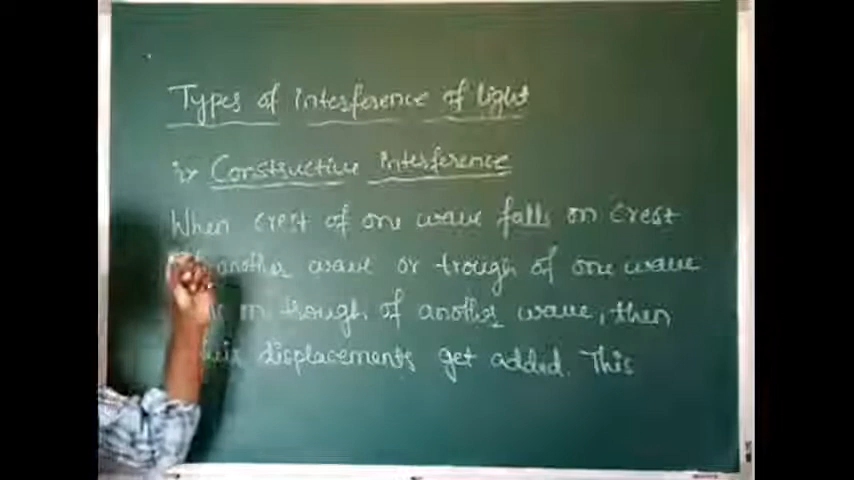 Types of interference of light
i> Constructive interference
When crest of one wave falls on crest
another wave or trough of one wave
on trough of another wave, then
displacements get added. This